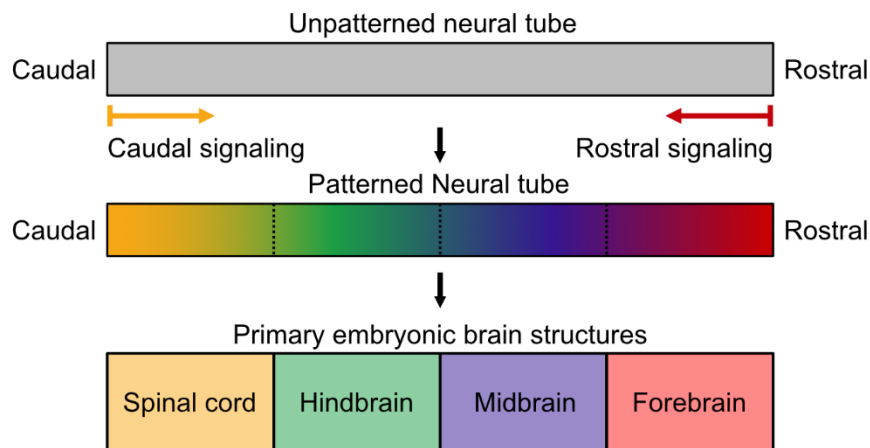 Unpatterned neural tube
Caudal
Rostral
Caudal signaling
Rostral signaling
Patterned Neural tube
Caudal
Rostral
Primary embryonic brain structures
Spinal cord
Hindbrain
Midbrain
Forebrain